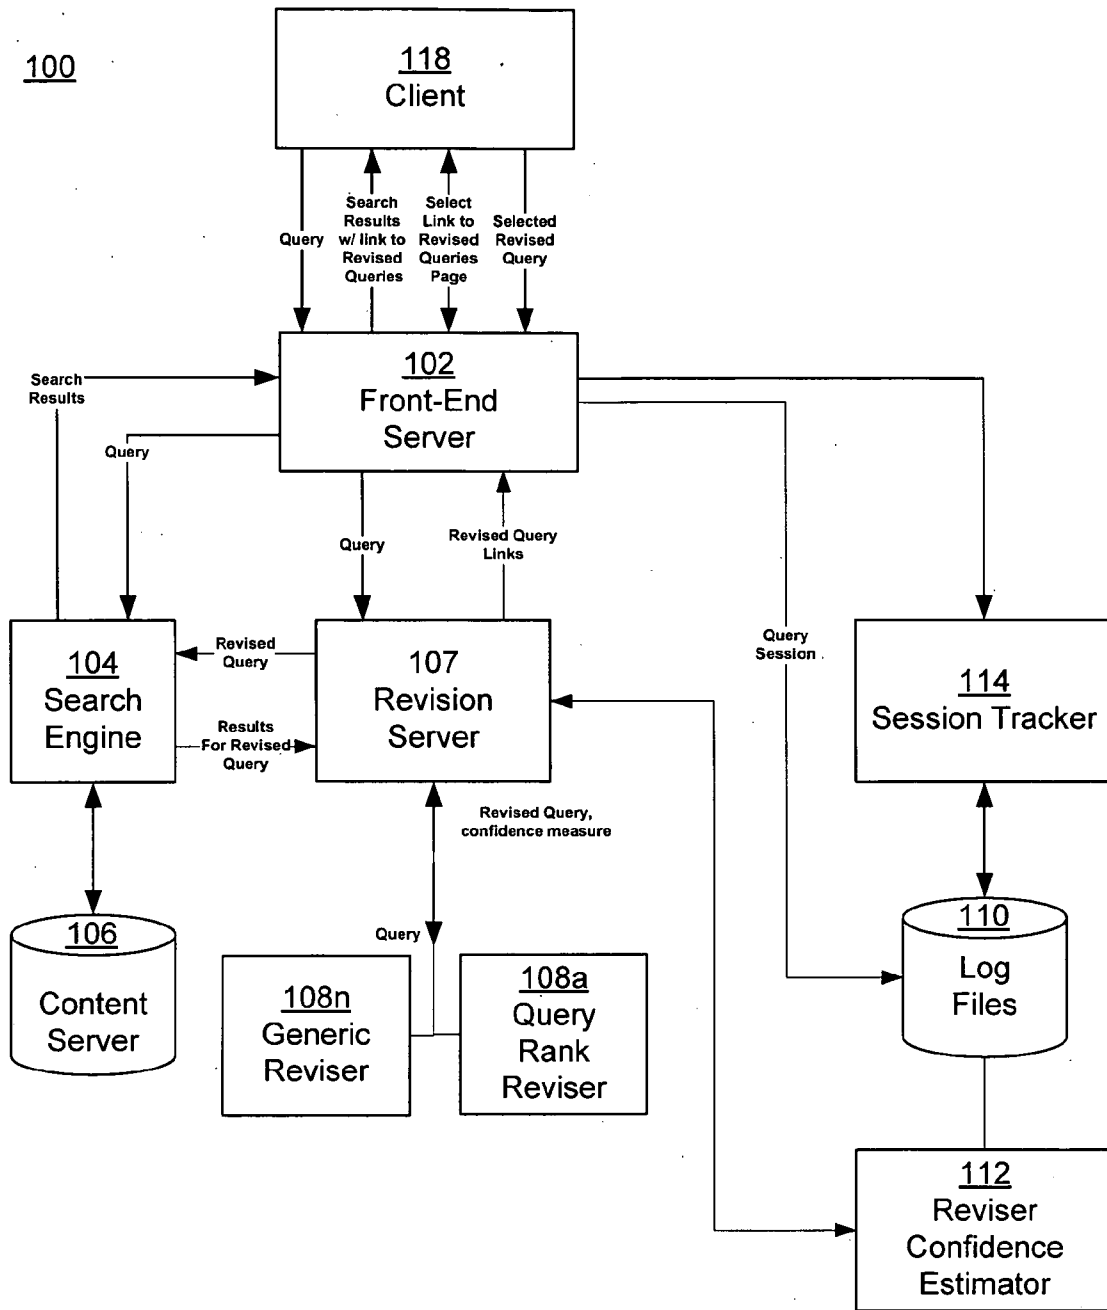 100
118
Client
Query
Search
Results
w/ link to
Revised
Queries
Select
Link to
Revised
Queries
Page
Selected
Revised
Query
102
Front-End
Server
Search
Results
Query
Query
Revised Query
Links
Query
Session
104
Search
Engine
Revised
Query
Results
For Revised
Query
107
Revision
Server
114
Session Tracker
Revised Query,
confidence measure
Query
106
Content
Server
108n
Generic
Reviser
108a
Query
Rank
Reviser
110
Log
Files
112
Reviser
Confidence
Estimator